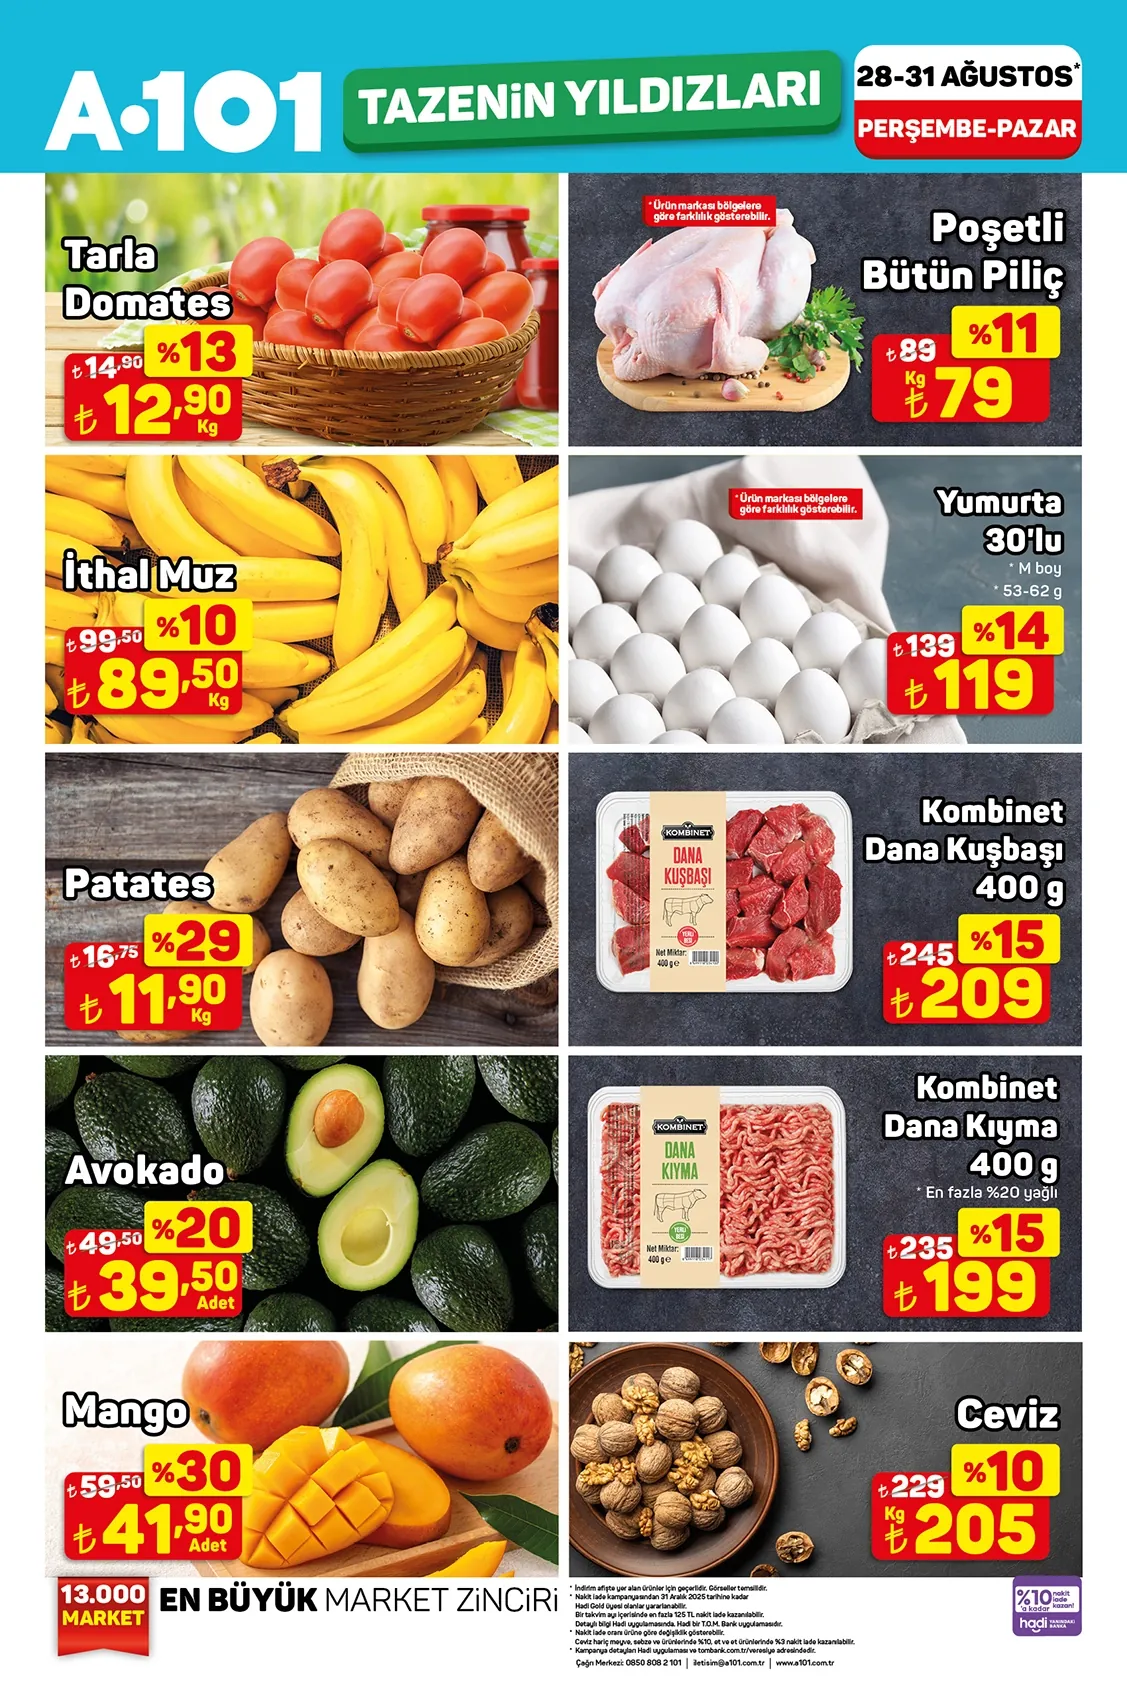 A•101
TAZENİN YILDIZLARI
28-31 AĞUSTOS*
PERŞEMBE-PAZAR
Tarla
Domates
₺14,90
%13
₺12,90
Kg
* Ürün markası bölgelere
göre farklılık gösterebilir.
Poşetli
Bütün Piliç
₺89
%11
Kg
₺79
İthal Muz
₺99,50
%10
₺89,50
Kg
* Ürün markası bölgelere
göre farklılık gösterebilir.
Yumurta
30'lu
* M boy
* 53-62 g
₺139
%14
₺119
Patates
₺16,75
%29
₺11,90
Kg
KOMBINET
DANA
KUŞBAŞI
YERLİ
BESİ
Net Miktar:
400 g e
Kombinet
Dana Kuşbaşı
400 g
₺245
%15
₺209
Avokado
₺49,50
%20
₺39,50
Adet
KOMBINET
DANA
KIYMA
YERLİ
BESİ
Net Miktar:
400 g e
Kombinet
Dana Kıyma
400 g
* En fazla %20 yağlı
₺235
%15
₺199
Mango
₺59,50
%30
₺41,90
Adet
Ceviz
₺229
%10
Kg
₺205
13.000
MARKET
EN BÜYÜK MARKET ZİNCİRİ
* İndirim afişte yer alan ürünler için geçerlidir. Görseller temsilidir.
* Nakit iade kampanyasından 31 Aralık 2025 tarihine kadar
Hadi Gold üyesi olanlar yararlanabilir.
Bir takvim ayı içerisinde en fazla 125 TL nakit iade kazanılabilir.
Detaylı bilgi Hadi uygulamasında. Hadi bir T.O.M. Bank uygulamasıdır.
* Nakit iade oranı ürüne göre değişiklik gösterebilir.
Ceviz hariç meyve, sebze ve ürünlerinde %10, et ve et ürünlerinde %3 nakit iade kazanılabilir.
* Kampanya detayları Hadi uygulaması ve tombank.com.tr/veresiye adresindedir.
Çağrı Merkezi: 0850 808 2 101 | iletisim@a101.com.tr | www.a101.com.tr
%10
'a kadar
nakit
iade
kazan!
hadi
YANINDAKİ
BANKA